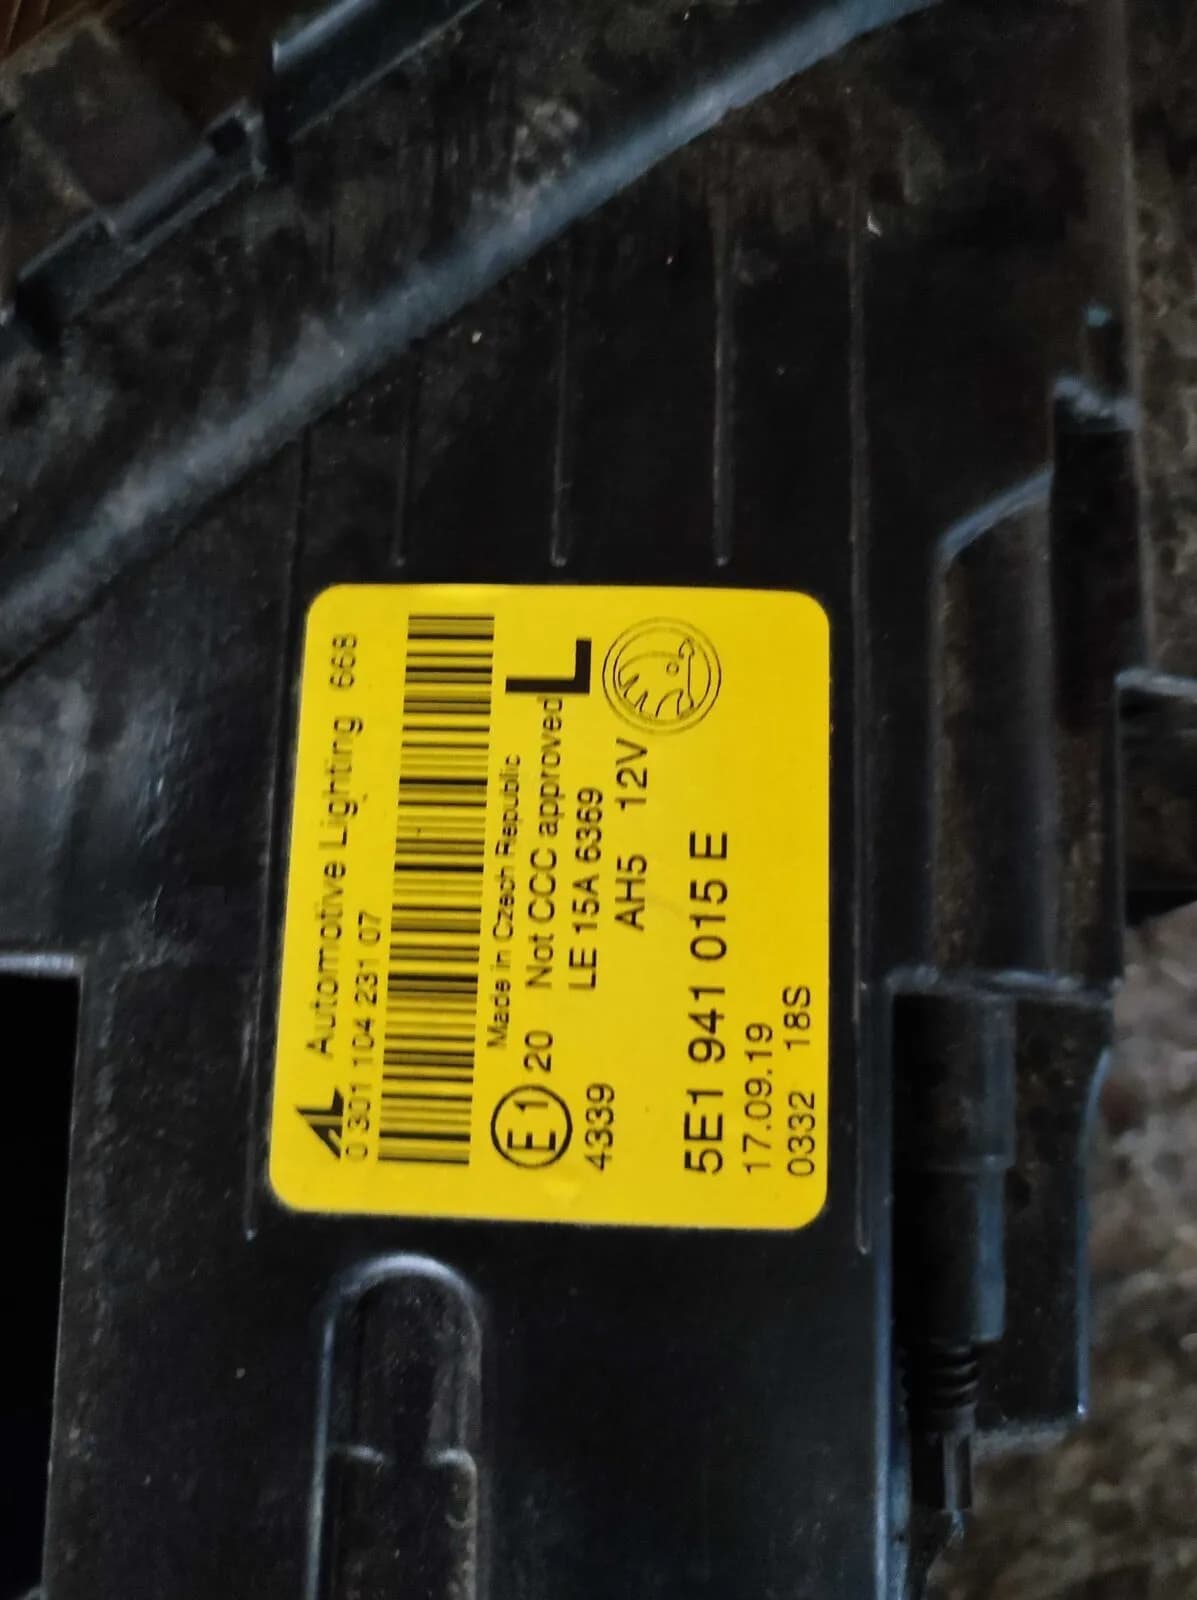 AL Automotive Lighting 668
0 301 104 231 07
Made in Czech Republic
E1 20 Not CCC approved L
4339 LE 15A 6369
AH5 12V
5E1 941 015 E
17.09.19
0332 18S